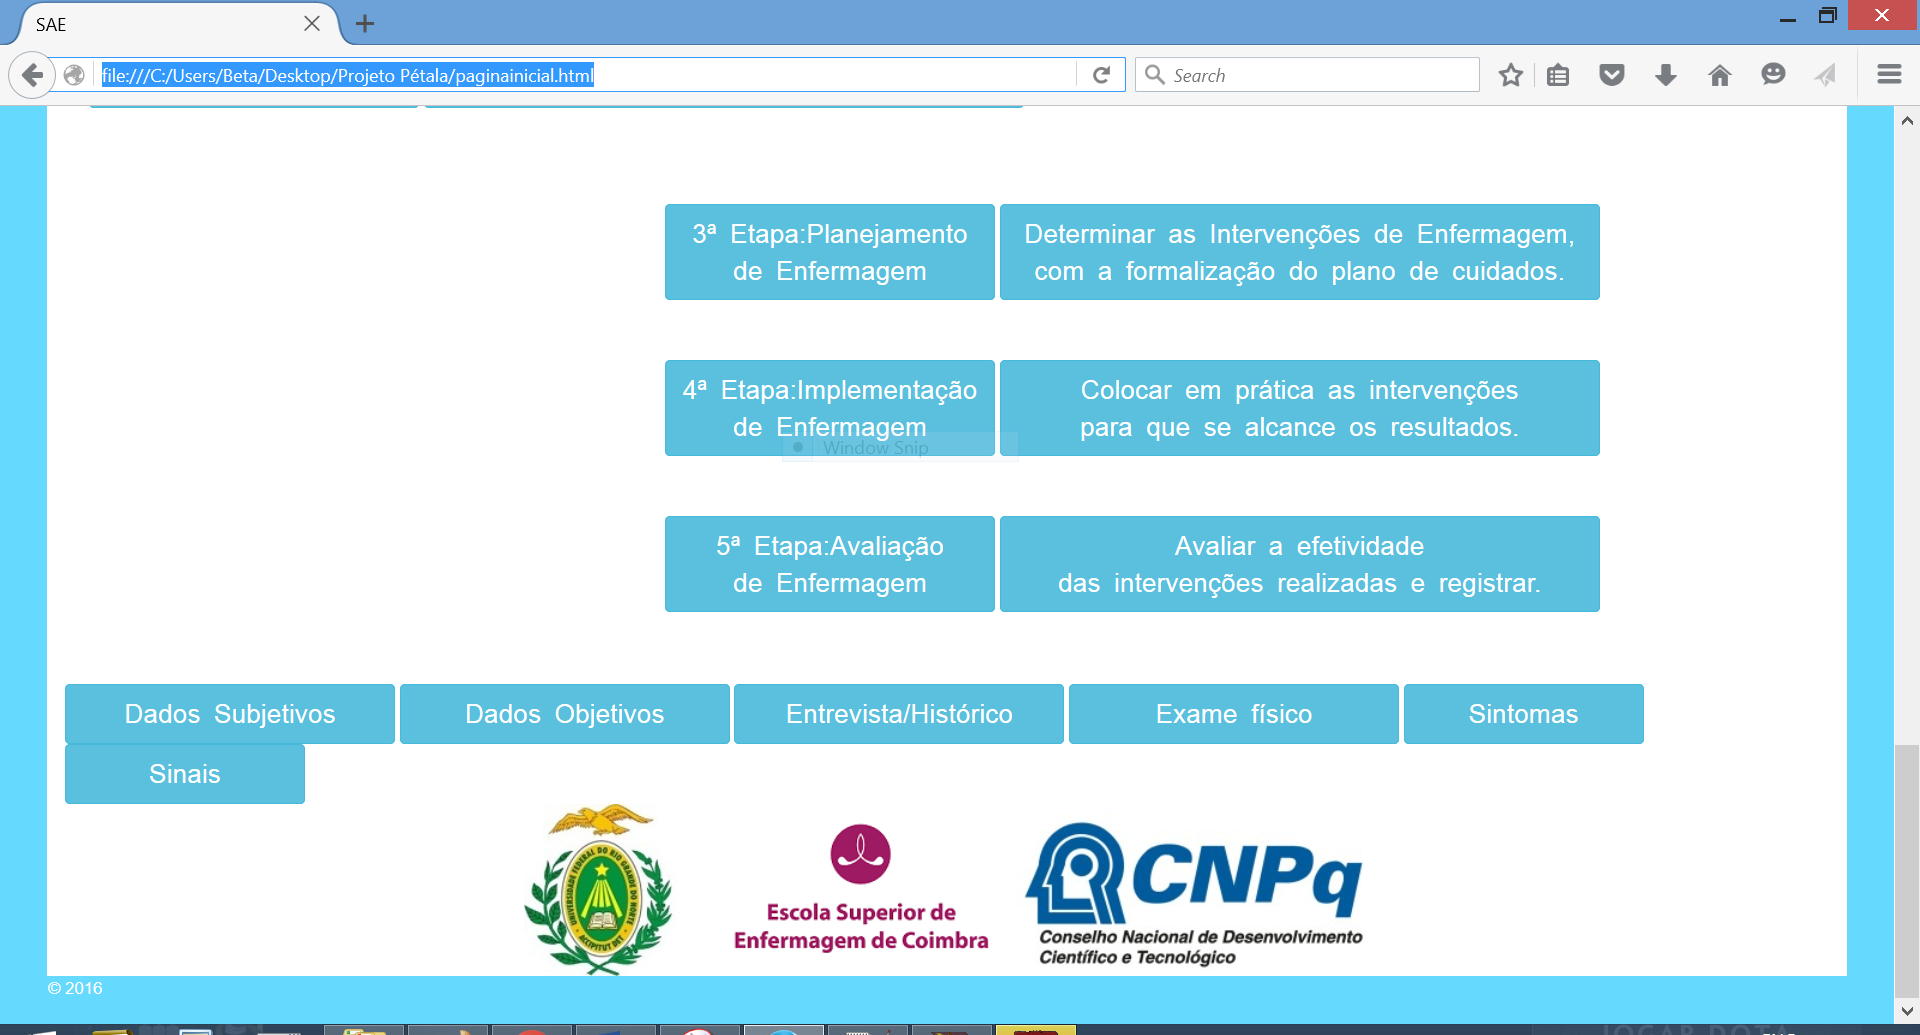 SAE
file:///C:/Users/Beta/Desktop/Projeto Pétala/paginainicial.html
Search
3ª Etapa:Planejamento
de Enfermagem
Determinar as Intervenções de Enfermagem,
com a formalização do plano de cuidados.
4ª Etapa:Implementação
de Enfermagem
Colocar em prática as intervenções
para que se alcance os resultados.
Window Snip
5ª Etapa:Avaliação
de Enfermagem
Avaliar a efetividade
das intervenções realizadas e registrar.
Dados Subjetivos
Dados Objetivos
Entrevista/Histórico
Exame físico
Sintomas
Sinais
UNIVERSIDADE FEDERAL DO RIO GRANDE DO NORTE
ACCIPITUT DET
Escola Superior de
Enfermagem de Coimbra
CNPq
Conselho Nacional de Desenvolvimento
Científico e Tecnológico
© 2016